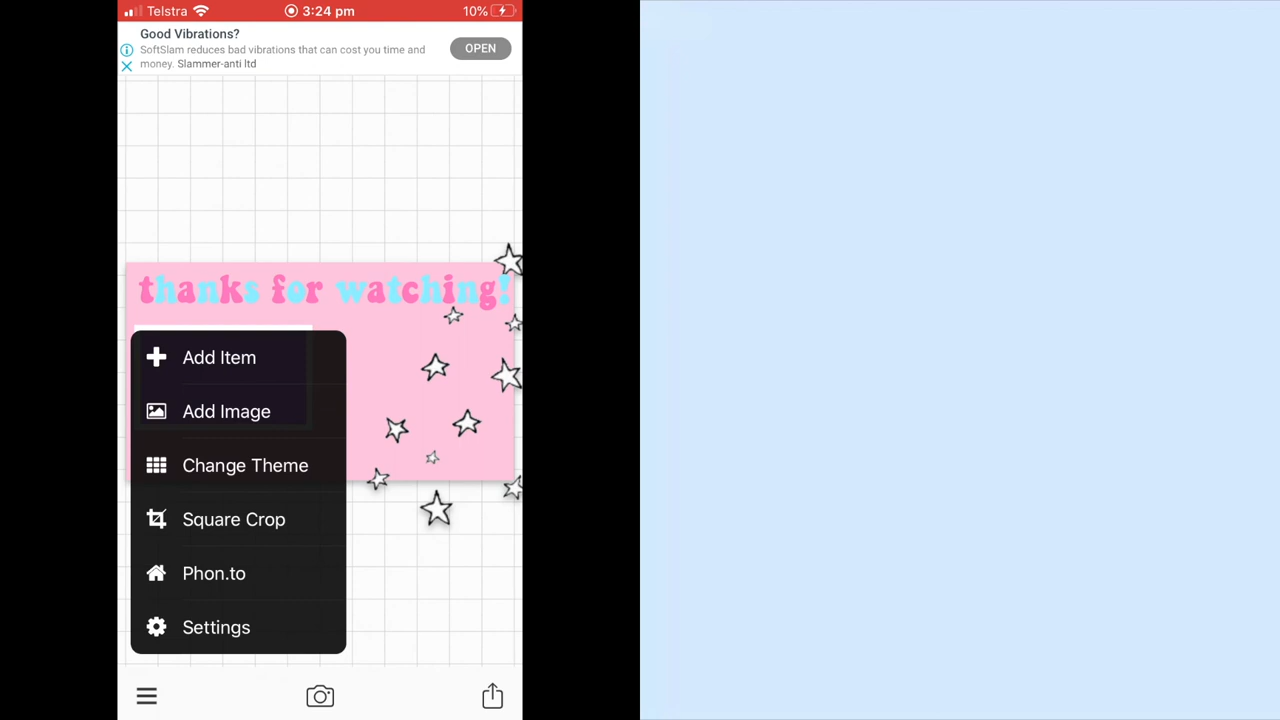 Telstra 3:24 pm 10%
Good Vibrations?
SoftSlam reduces bad vibrations that can cost you time and
money. Slammer-anti ltd
OPEN
thanks for watching!
Add Item
Add Image
Change Theme
Square Crop
Phon.to
Settings